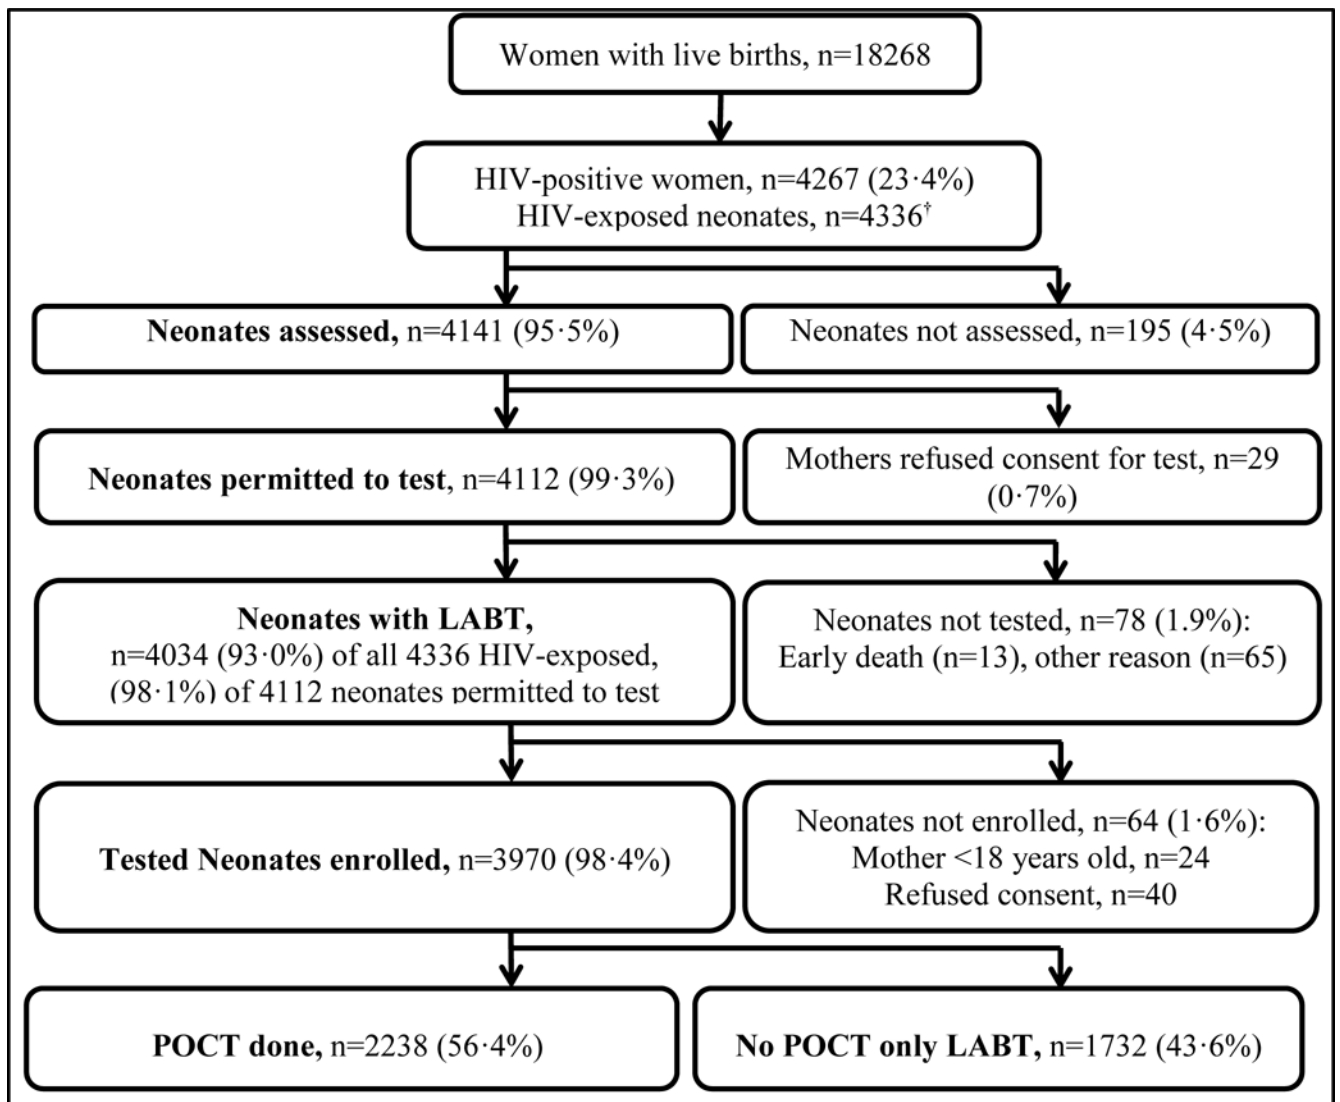 Women with live births, n=18268
HIV-positive women, n=4267 (23·4%)
HIV-exposed neonates, n=4336†
Neonates assessed, n=4141 (95·5%)
Neonates not assessed, n=195 (4·5%)
Neonates permitted to test, n=4112 (99·3%)
Mothers refused consent for test, n=29
(0·7%)
Neonates with LABT,
n=4034 (93·0%) of all 4336 HIV-exposed,
(98·1%) of 4112 neonates permitted to test
Neonates not tested, n=78 (1.9%):
Early death (n=13), other reason (n=65)
Tested Neonates enrolled, n=3970 (98·4%)
Neonates not enrolled, n=64 (1·6%):
Mother <18 years old, n=24
Refused consent, n=40
POCT done, n=2238 (56·4%)
No POCT only LABT, n=1732 (43·6%)